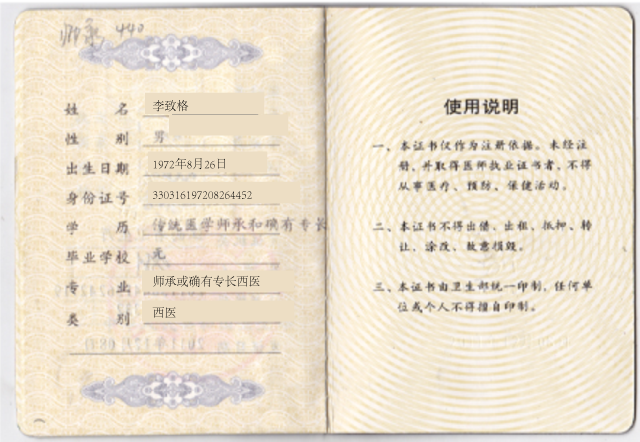 师承 440
姓 名 李致格
性 别 男
出生日期 1972年8月26日
身份证号 330316197208264452
学 历 传统医学师承和确有专长
毕业学校 无
专 业 师承或确有专长西医
类 别 西医
使用说明
一、本证书仅作为注册依据。未经注
册，并取得医师执业证书者，不得
从事医疗、预防、保健活动。
二、本证书不得出借、出租、抵押、转
让、涂改、故意损毁。
三、本证书由卫生部统一印制，任何单
位或个人不得擅自印制。